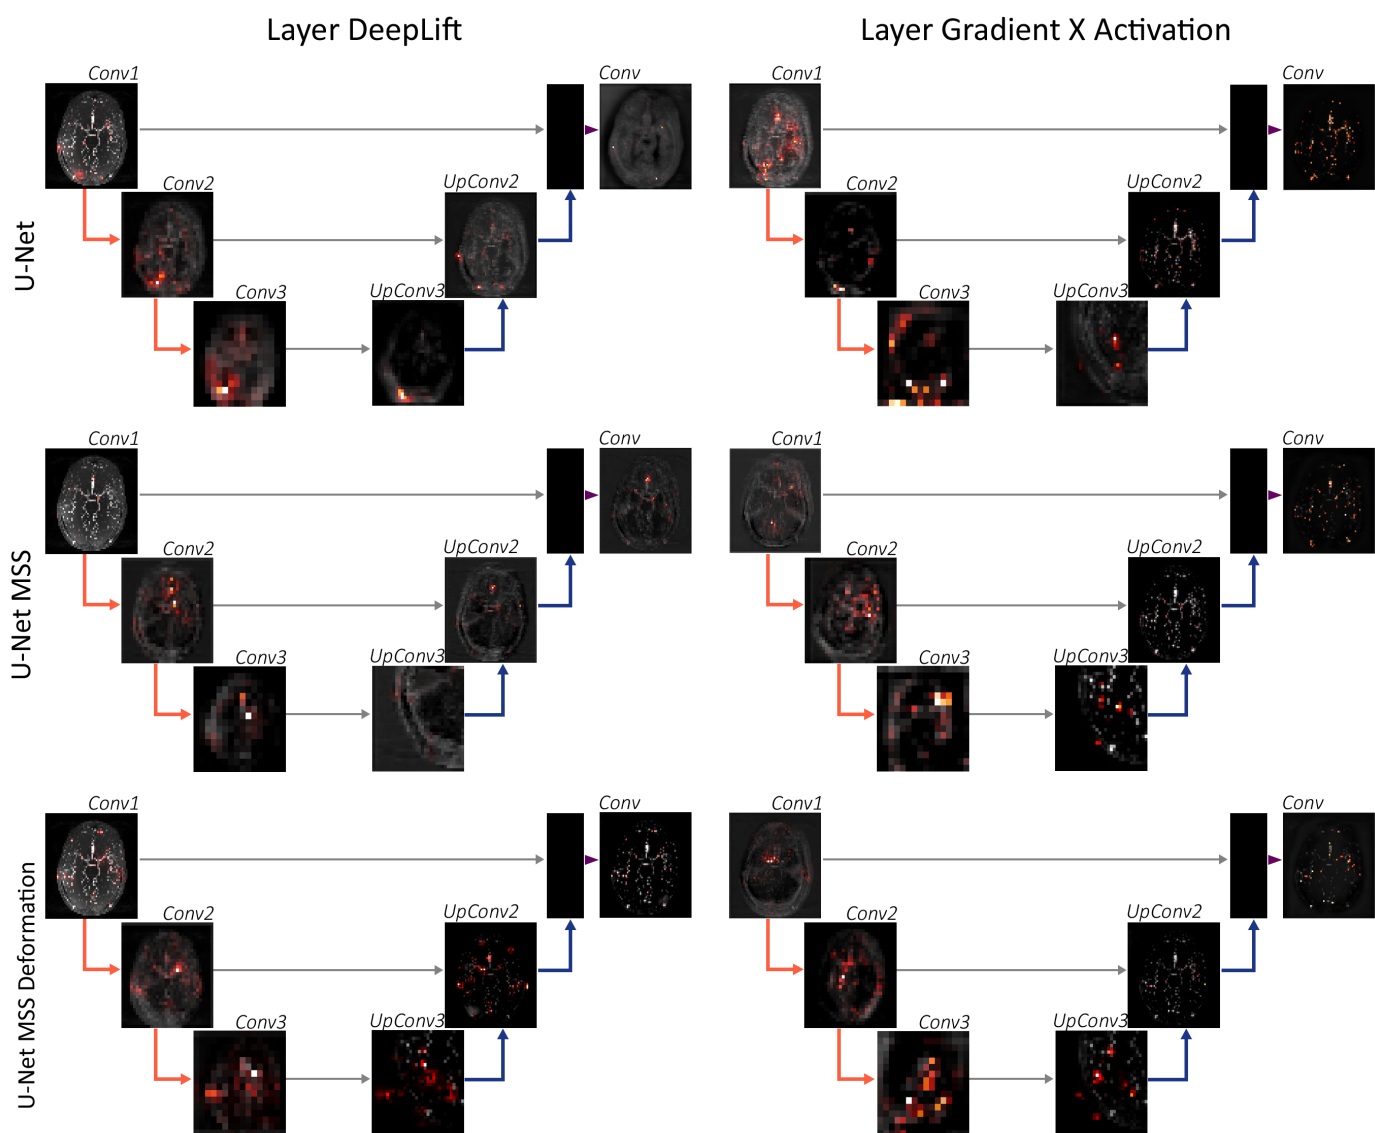 Layer DeepLift
Layer Gradient X Activation
U-Net
Conv1
Conv
Conv2
UpConv2
Conv3
UpConv3
Conv1
Conv
Conv2
UpConv2
Conv3
UpConv3
U-Net MSS
Conv1
Conv
Conv2
UpConv2
Conv3
UpConv3
Conv1
Conv
Conv2
UpConv2
Conv3
UpConv3
U-Net MSS Deformation
Conv1
Conv
Conv2
UpConv2
Conv3
UpConv3
Conv1
Conv
Conv2
UpConv2
Conv3
UpConv3